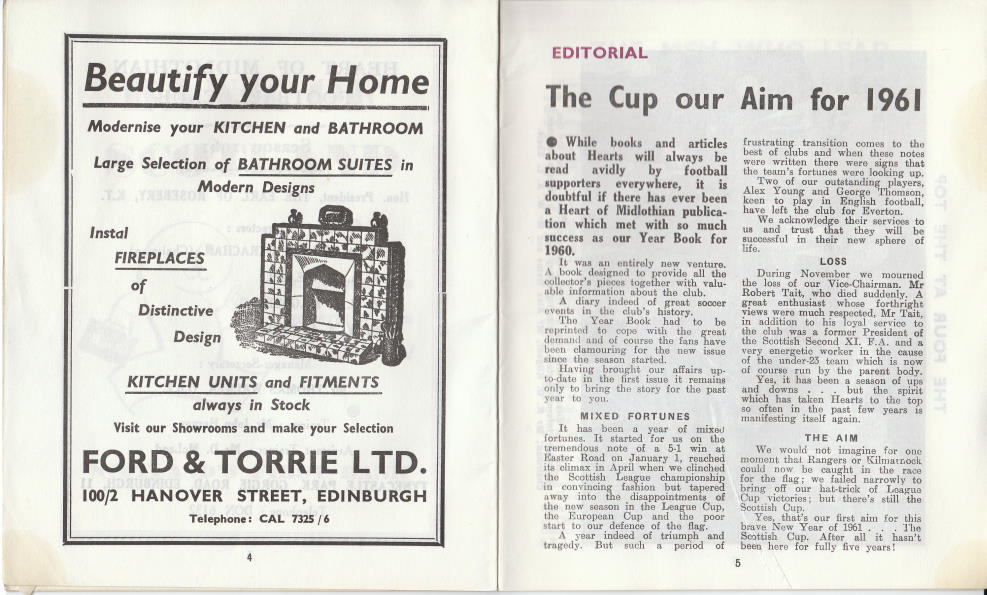 Beautify your Home
Modernise your KITCHEN and BATHROOM
Large Selection of BATHROOM SUITES in
Modern Designs
Instal
FIREPLACES
of
Distinctive
Design
KITCHEN UNITS and FITMENTS
always in Stock
Visit our Showrooms and make your Selection
FORD & TORRIE LTD.
100/2 HANOVER STREET, EDINBURGH
Telephone: CAL 7325/6
4
EDITORIAL
The Cup our Aim for 1961
● While books and articles
about Hearts will always be
read avidly by football
supporters everywhere, it is
doubtful if there has ever been
a Heart of Midlothian publica-
tion which met with so much
success as our Year Book for
1960.
It was an entirely new venture.
A book designed to provide all the
collector's pieces together with valu-
able information about the club.
A diary indeed of great soccer
events in the club's history.
The Year Book had to be
reprinted to cope with the great
demand and of course the fans have
been clamouring for the new issue
since the season started.
Having brought our affairs up-
to-date in the first issue it remains
only to bring the story for the past
year to you.
MIXED FORTUNES
It has been a year of mixed
fortunes. It started for us on the
tremendous note of a 5-1 win at
Easter Road on January 1, reached
its climax in April when we clinched
the Scottish League championship
in convincing fashion but tapered
away into the disappointments of
the new season in the League Cup,
the European Cup and the poor
start to our defence of the flag.
A year indeed of triumph and
tragedy. But such a period of
frustrating transition comes to the
best of clubs and when these notes
were written there were signs that
the team's fortunes were looking up.
Two of our outstanding players,
Alex Young and George Thomson,
keen to play in English football,
have left the club for Everton.
We acknowledge their services to
us and trust that they will be
successful in their new sphere of
life.
LOSS
During November we mourned
the loss of our Vice-Chairman. Mr
Robert Tait, who died suddenly. A
great enthusiast whose forthright
views were much respected, Mr Tait,
in addition to his loyal service to
the club was a former President of
the Scottish Second XI. F.A. and a
very energetic worker in the cause
of the under-23 team which is now
of course run by the parent body.
Yes, it has been a season of ups
and downs . . . but the spirit
which has taken Hearts to the top
so often in the past few years is
manifesting itself again.
THE AIM
We would not imagine for one
moment that Rangers or Kilmarnock
could now be caught in the race
for the flag; we failed narrowly to
bring off our hat-trick of League
Cup victories; but there's still the
Scottish Cup.
Yes, that's our first aim for this
brave New Year of 1961 . . . The
Scottish Cup. After all it hasn't
been here for fully five years!
5